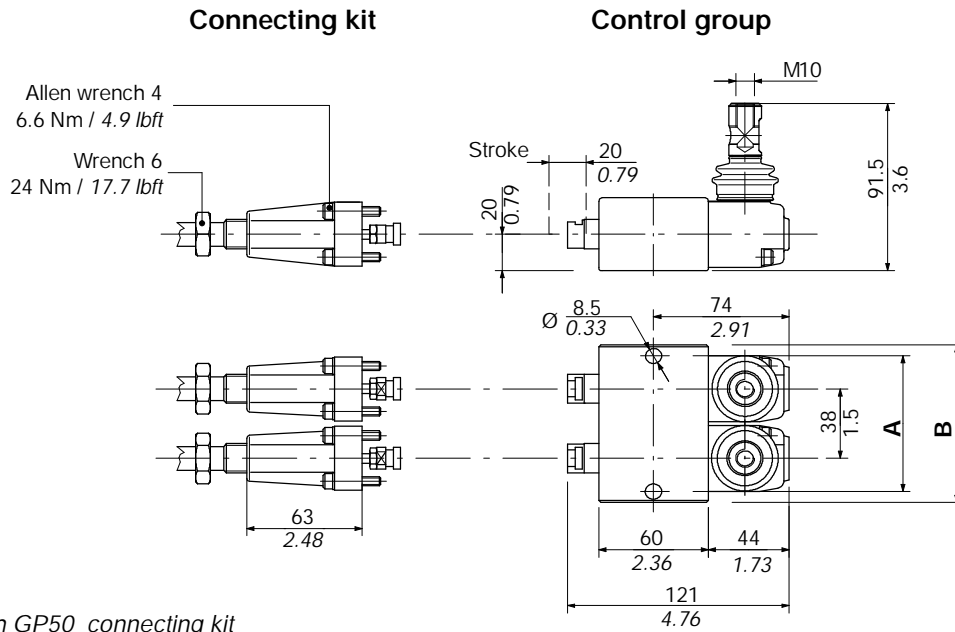 Connecting kit
Control group
Allen wrench 4
6.6 Nm / 4.9 lbft
Wrench 6
24 Nm / 17.7 lbft
M10
Stroke
20
0.79
20
0.79
91.5
3.6
Ø 8.5
0.33
74
2.91
38
1.5
A
B
63
2.48
60
2.36
44
1.73
121
4.76
GP50 connecting kit